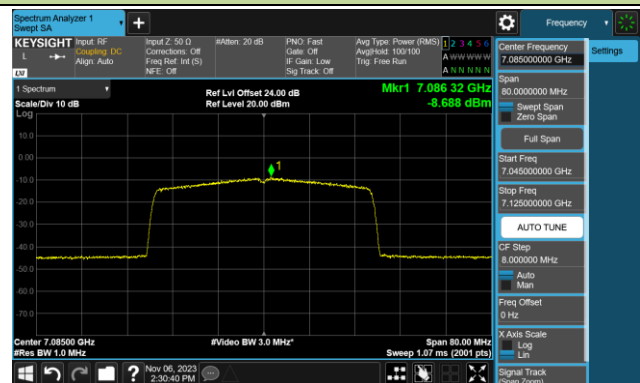 Spectrum Analyzer 1
Swept SA
Frequency
KEYSIGHT
Input: RF
Coupling: DC
Align: Auto
Input Z: 50 Ω
Corrections: Off
Freq Ref: Int (S)
NFE: Off
#Atten: 20 dB
PNO: Fast
Gate: Off
IF Gain: Low
Sig Track: Off
Avg Type: Power (RMS)
Avg|Hold: 100/100
Trig: Free Run
1 2 3 4 5 6
A W W W W W
A N N N N N
L
LXI
1 Spectrum
Scale/Div 10 dB
Log
Ref Lvl Offset 24.00 dB
Ref Level 20.00 dBm
Mkr1 7.086 32 GHz
-8.688 dBm
1
10.0
0.00
-10.0
-20.0
-30.0
-40.0
-50.0
-60.0
-70.0
Center 7.08500 GHz
#Res BW 1.0 MHz
#Video BW 3.0 MHz*
Span 80.00 MHz
Sweep 1.07 ms (2001 pts)
Nov 06, 2023
2:30:40 PM
Center Frequency
7.085000000 GHz
Settings
Span
80.0000000 MHz
Swept Span
Zero Span
Full Span
Start Freq
7.045000000 GHz
Stop Freq
7.125000000 GHz
AUTO TUNE
CF Step
8.000000 MHz
Auto
Man
Freq Offset
0 Hz
X Axis Scale
Log
Lin
Signal Track
(Span Zoom)